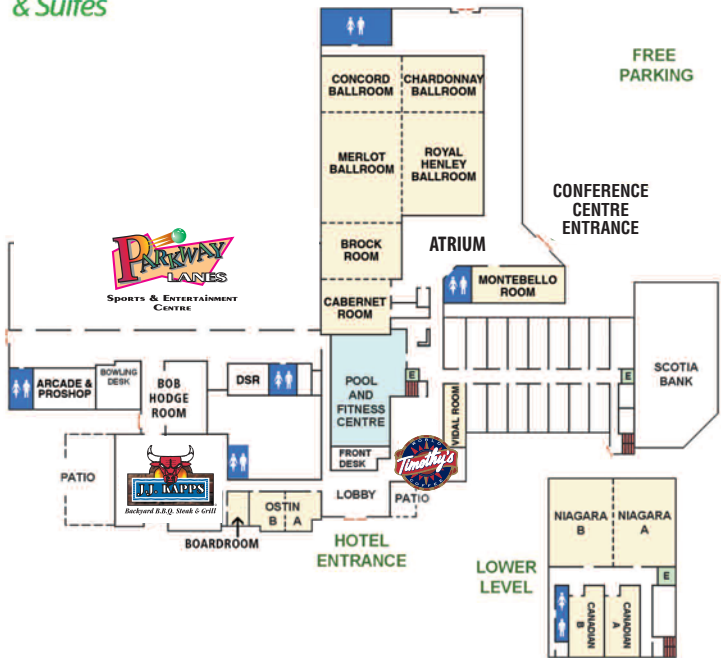 & Suites
FREE
PARKING
CONCORD
BALLROOM
CHARDONNAY
BALLROOM
MERLOT
BALLROOM
ROYAL
HENLEY
BALLROOM
CONFERENCE
CENTRE
ENTRANCE
BROCK
ROOM
ATRIUM
PARKWAY
LANES
SPORTS & ENTERTAINMENT
CENTRE
MONTEBELLO
ROOM
CABERNET
ROOM
SCOTIA
BANK
ARCADE &
PROSHOP
BOWLING
DESK
BOB
HODGE
ROOM
DSR
POOL
AND
FITNESS
CENTRE
E
E
VIDAL ROOM
FRONT
DESK
WORLD
Timothy's
PATIO
J.J. KAPPS
Backyard B.B.Q. Steak & Grill
LOBBY
PATIO
OSTIN
B A
BOARDROOM
HOTEL
ENTRANCE
LOWER
LEVEL
NIAGARA
B
NIAGARA
A
E
CANADIAN
B
CANADIAN
A